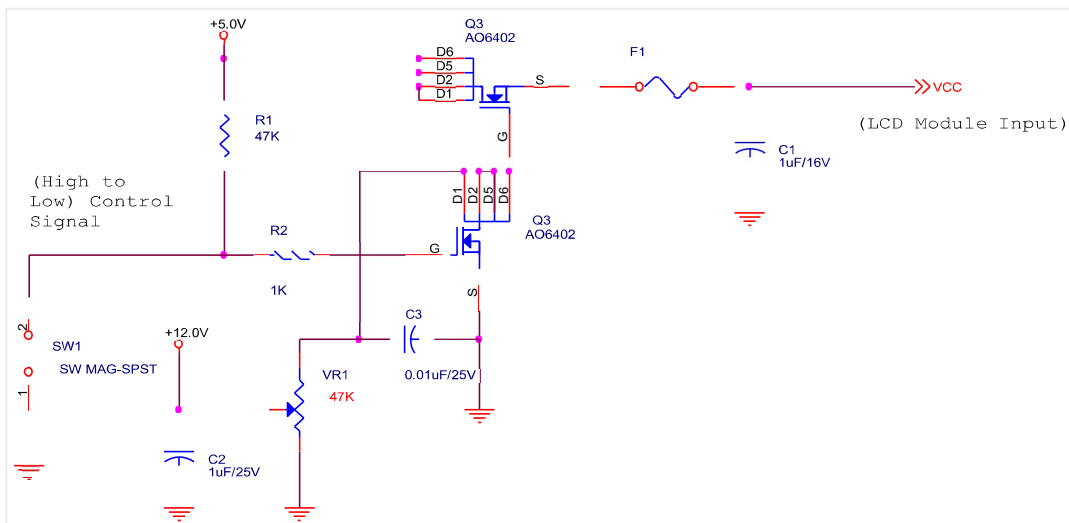 +5.0V
Q3
AO6402
D6
D5
D2
D1
S
G
F1
VCC
(LCD Module Input)
R1
47K
C1
1uF/16V
(High to
Low) Control
Signal
D1
D2
D5
D6
Q3
AO6402
R2
1K
G
S
2
SW1
SW MAG-SPST
1
+12.0V
C3
0.01uF/25V
VR1
47K
C2
1uF/25V